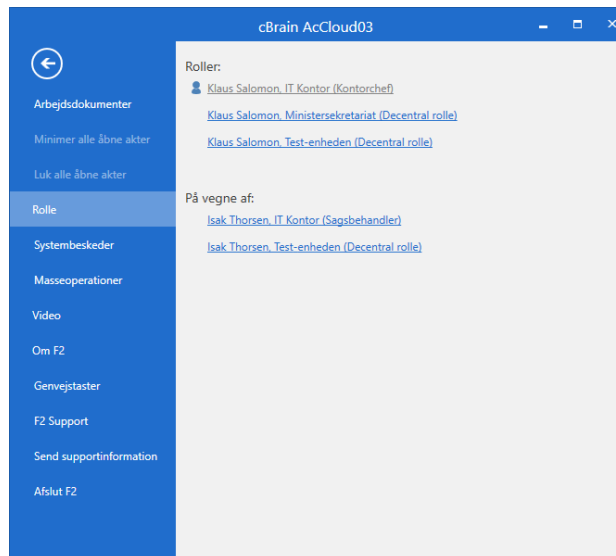 cBrain AcCloud03
Arbejdsdokumenter
Minimer alle åbne akter
Luk alle åbne akter
Rolle
Systembeskeder
Masseoperationer
Video
Om F2
Genvejstaster
F2 Support
Send supportinformation
Afslut F2
Roller:
Klaus Salomon, IT Kontor (Kontorchef)
Klaus Salomon, Ministersekretariat (Decentral rolle)
Klaus Salomon, Test-enheden (Decentral rolle)
På vegne af:
Isak Thorsen, IT Kontor (Sagsbehandler)
Isak Thorsen, Test-enheden (Decentral rolle)